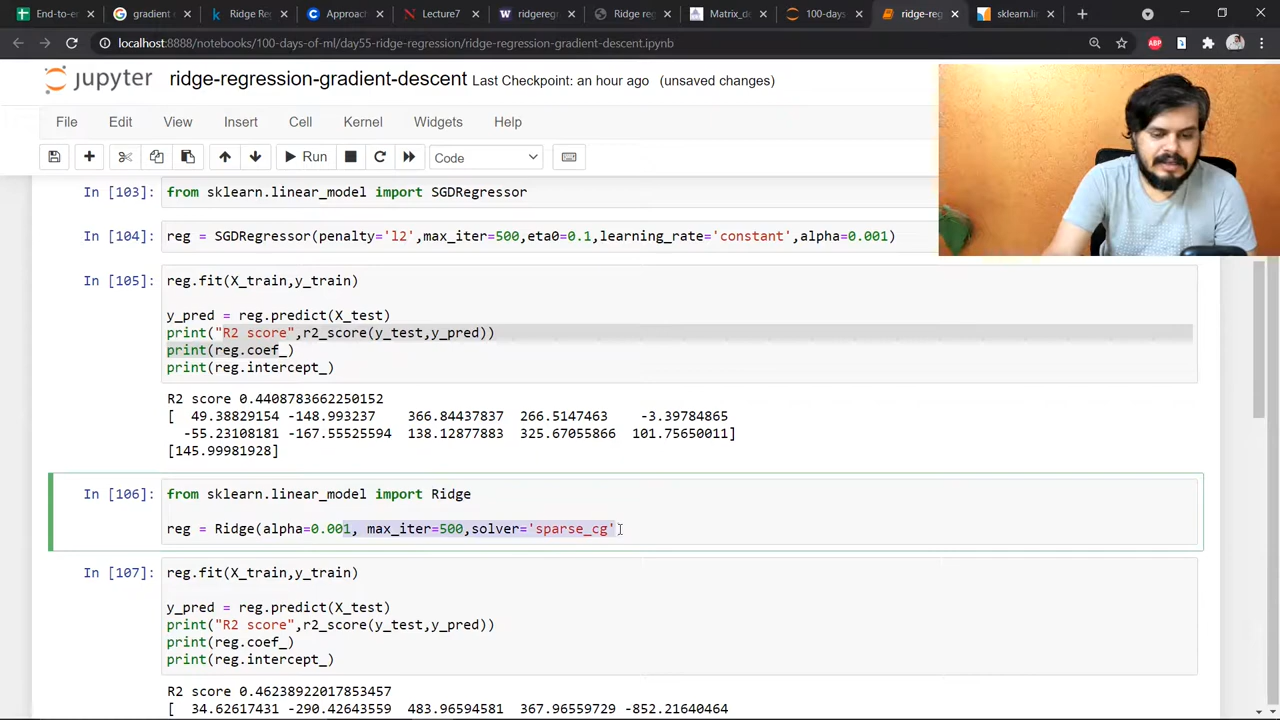 End-to-er
gradient
Ridge Re
Approach
Lecture7
ridgereg
Ridge reg
Matrix_de
100-days
ridge-reg
sklearn.lin
localhost:8888/notebooks/100-days-of-ml/day55-ridge-regression/ridge-regression-gradient-descent.ipynb
ABP
jupyter ridge-regression-gradient-descent Last Checkpoint: an hour ago (unsaved changes)
File Edit View Insert Cell Kernel Widgets Help
Run Code
In [103]: from sklearn.linear_model import SGDRegressor
In [104]: reg = SGDRegressor(penalty='l2',max_iter=500,eta0=0.1,learning_rate='constant',alpha=0.001)
In [105]: reg.fit(X_train,y_train)
y_pred = reg.predict(X_test)
print("R2 score",r2_score(y_test,y_pred))
print(reg.coef_)
print(reg.intercept_)
R2 score 0.4408783662250152
[ 49.38829154 -148.993237 366.84437837 266.5147463 -3.39784865
-55.23108181 -167.55525594 138.12877883 325.67055866 101.75650011]
[145.99981928]
In [106]: from sklearn.linear_model import Ridge
reg = Ridge(alpha=0.001, max_iter=500,solver='sparse_cg')
In [107]: reg.fit(X_train,y_train)
y_pred = reg.predict(X_test)
print("R2 score",r2_score(y_test,y_pred))
print(reg.coef_)
print(reg.intercept_)
R2 score 0.46238922017853457
[ 34.62617431 -290.42643559 483.96594581 367.96559729 -852.21640464